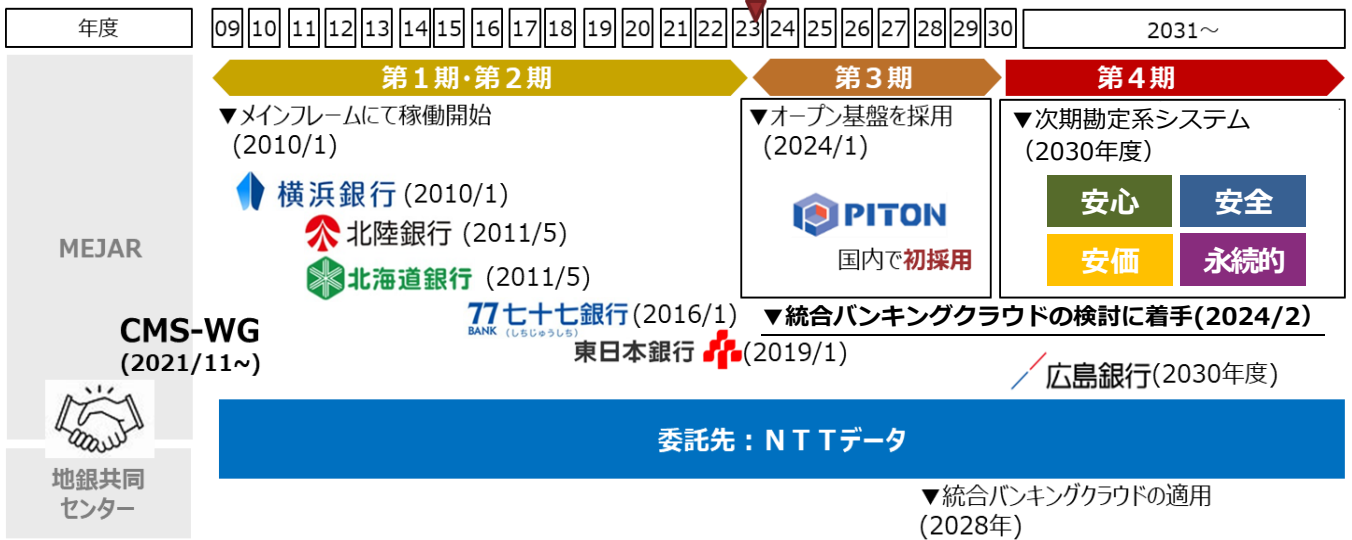 年度
09 10 11 12 13 14 15 16 17 18 19 20 21 22 23 24 25 26 27 28 29 30 2031～
第1期・第2期
第3期
第4期
▼メインフレームにて稼働開始
(2010/1)
▼オープン基盤を採用
(2024/1)
▼次期勘定系システム
（2030年度）
横浜銀行 (2010/1)
北陸銀行 (2011/5)
北海道銀行 (2011/5)
PITON
国内で初採用
安心
安全
安価
永続的
MEJAR
77 BANK 七十七銀行 (2016/1)
(しちじゅうしち)
▼統合バンキングクラウドの検討に着手(2024/2)
CMS-WG
(2021/11~)
東日本銀行 (2019/1)
広島銀行(2030年度)
委託先：NTTデータ
地銀共同
センター
▼統合バンキングクラウドの適用
(2028年)